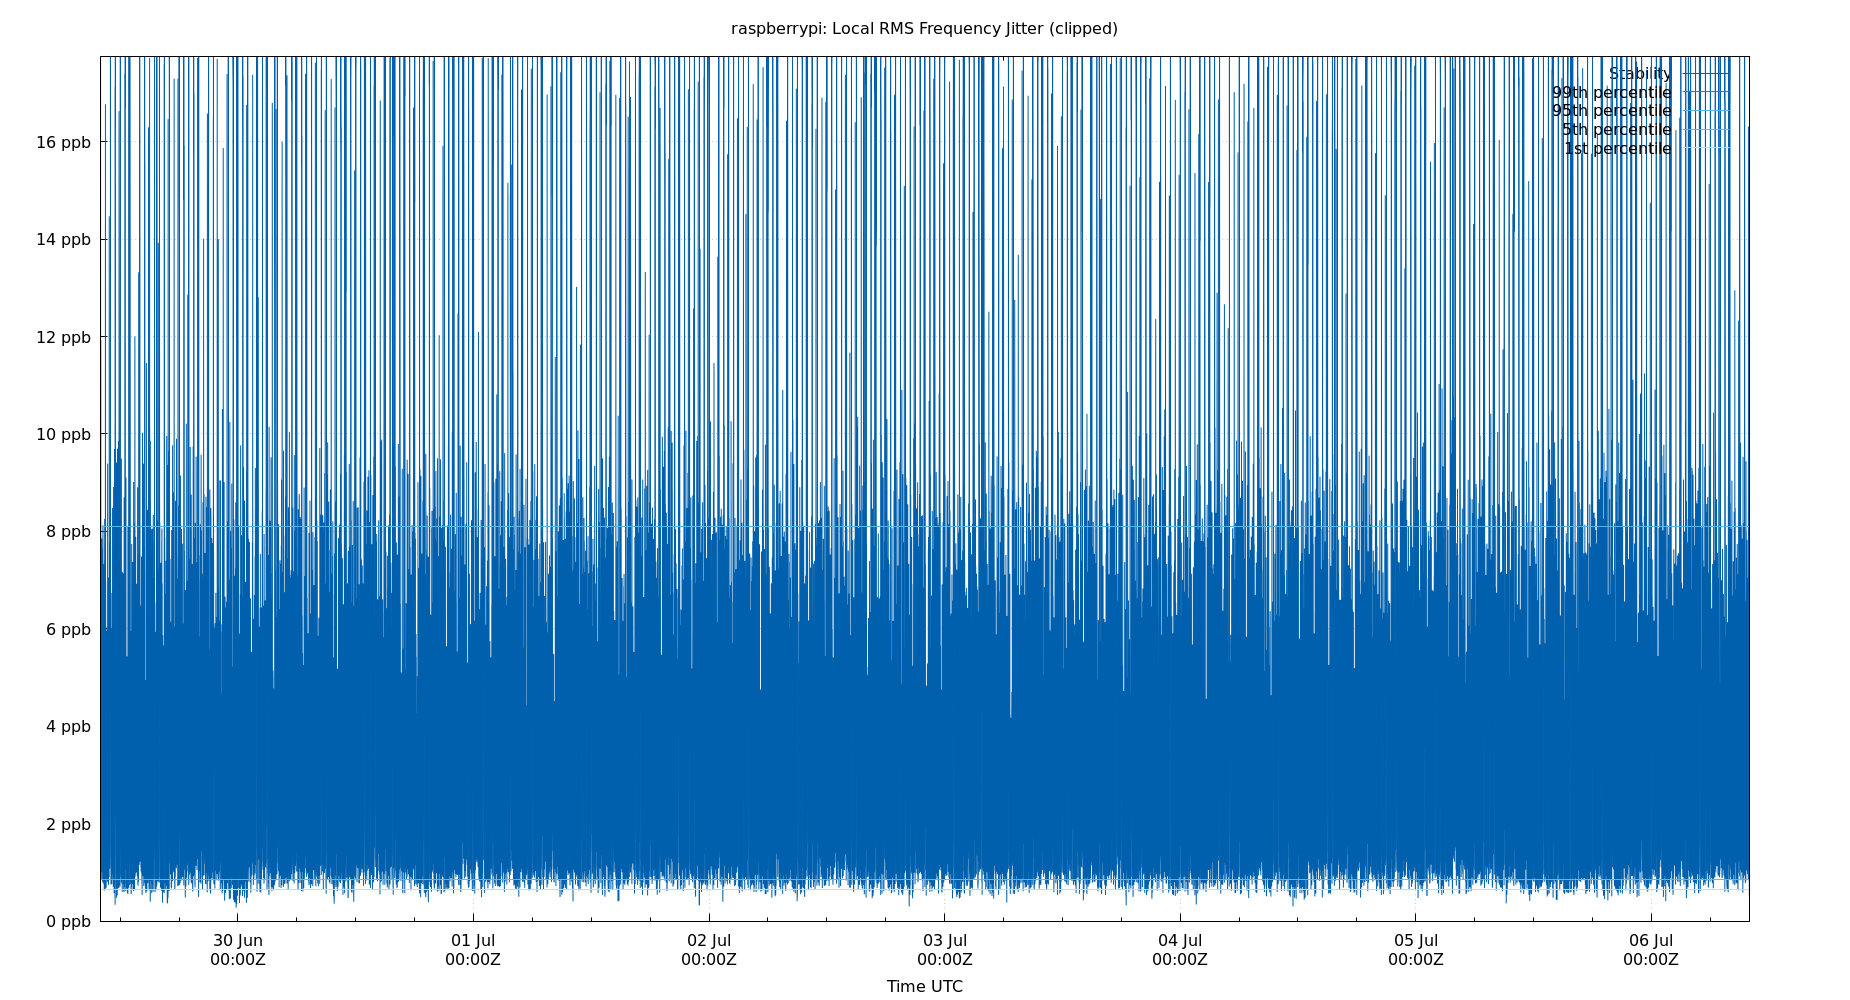 raspberrypi: Local RMS Frequency Jitter (clipped)
Stability
99th percentile
95th percentile
5th percentile
1st percentile
16 ppb
14 ppb
12 ppb
10 ppb
8 ppb
6 ppb
4 ppb
2 ppb
0 ppb
30 Jun 01 Jul 02 Jul 03 Jul 04 Jul 05 Jul 06 Jul
00:00Z 00:00Z 00:00Z 00:00Z 00:00Z 00:00Z 00:00Z
Time UTC